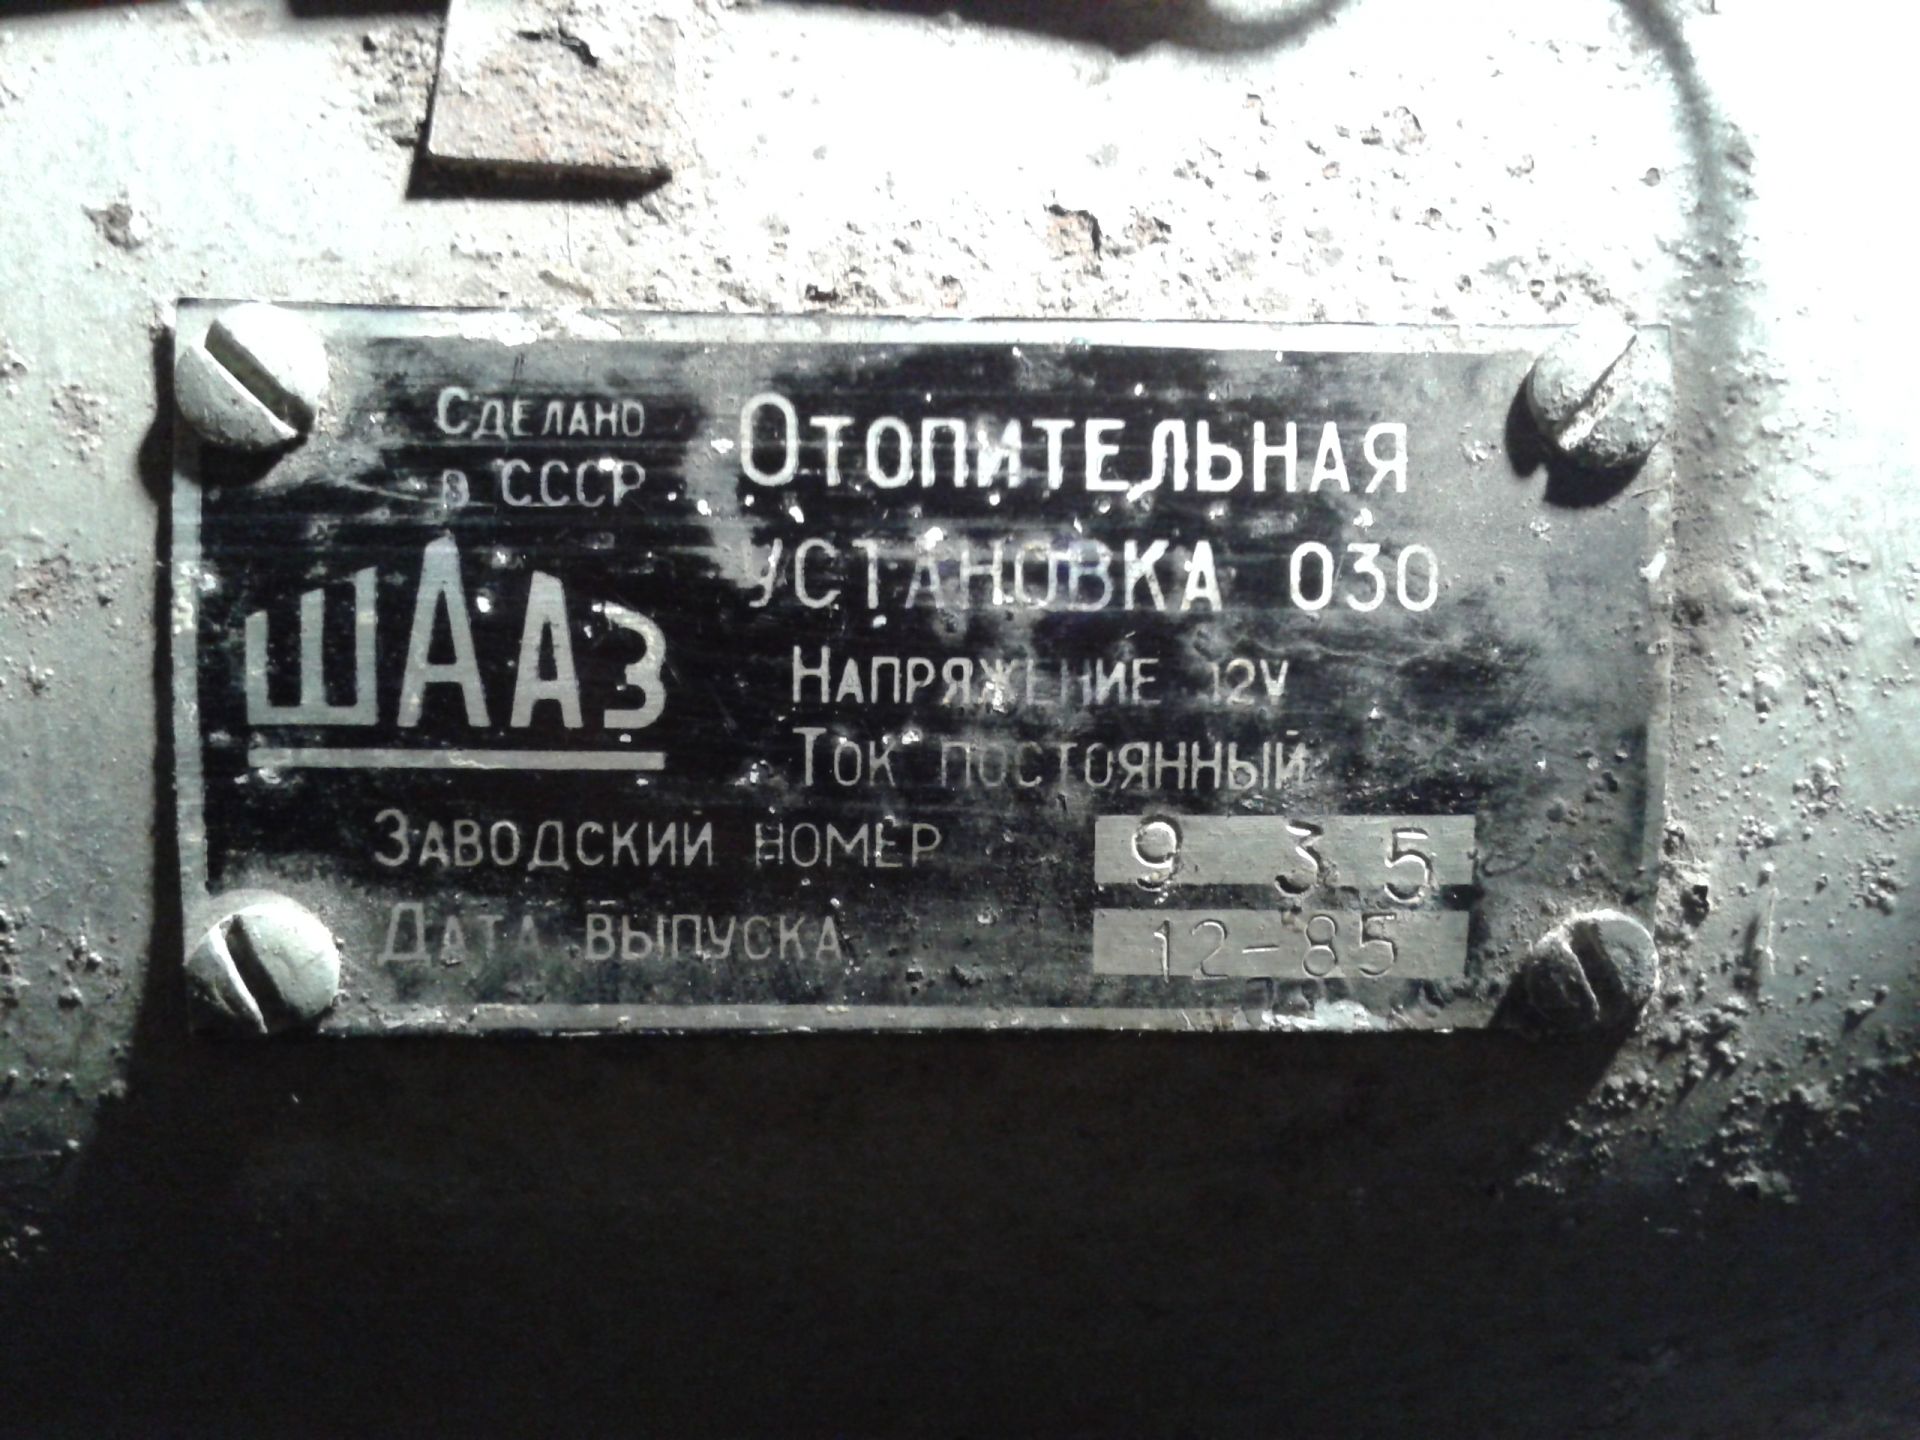 Сделано
в СССР
ШААЗ
Отопительная
установка 030
Напряжение 12V
Ток постоянный
Заводский номер 935
Дата выпуска 12-85